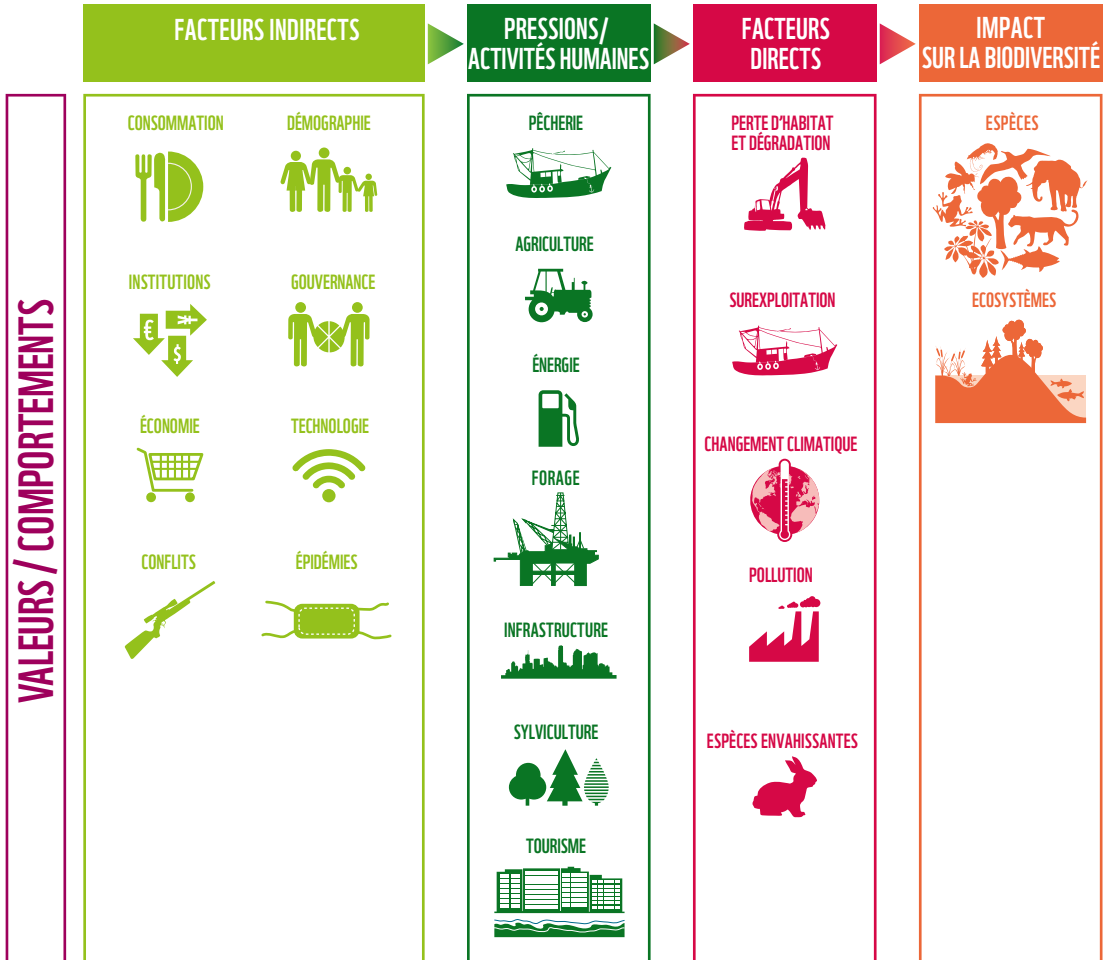 FACTEURS INDIRECTS
PRESSIONS/
ACTIVITÉS HUMAINES
FACTEURS
DIRECTS
IMPACT
SUR LA BIODIVERSITÉ
VALEURS / COMPORTEMENTS
CONSOMMATION
DÉMOGRAPHIE
INSTITUTIONS
€
$
GOUVERNANCE
ÉCONOMIE
TECHNOLOGIE
CONFLITS
ÉPIDÉMIES
PÊCHERIE
AGRICULTURE
ÉNERGIE
FORAGE
INFRASTRUCTURE
SYLVICULTURE
TOURISME
PERTE D'HABITAT
ET DÉGRADATION
SUREXPLOITATION
CHANGEMENT CLIMATIQUE
POLLUTION
ESPÈCES ENVAHISSANTES
ESPÈCES
ECOSYSTÈMES